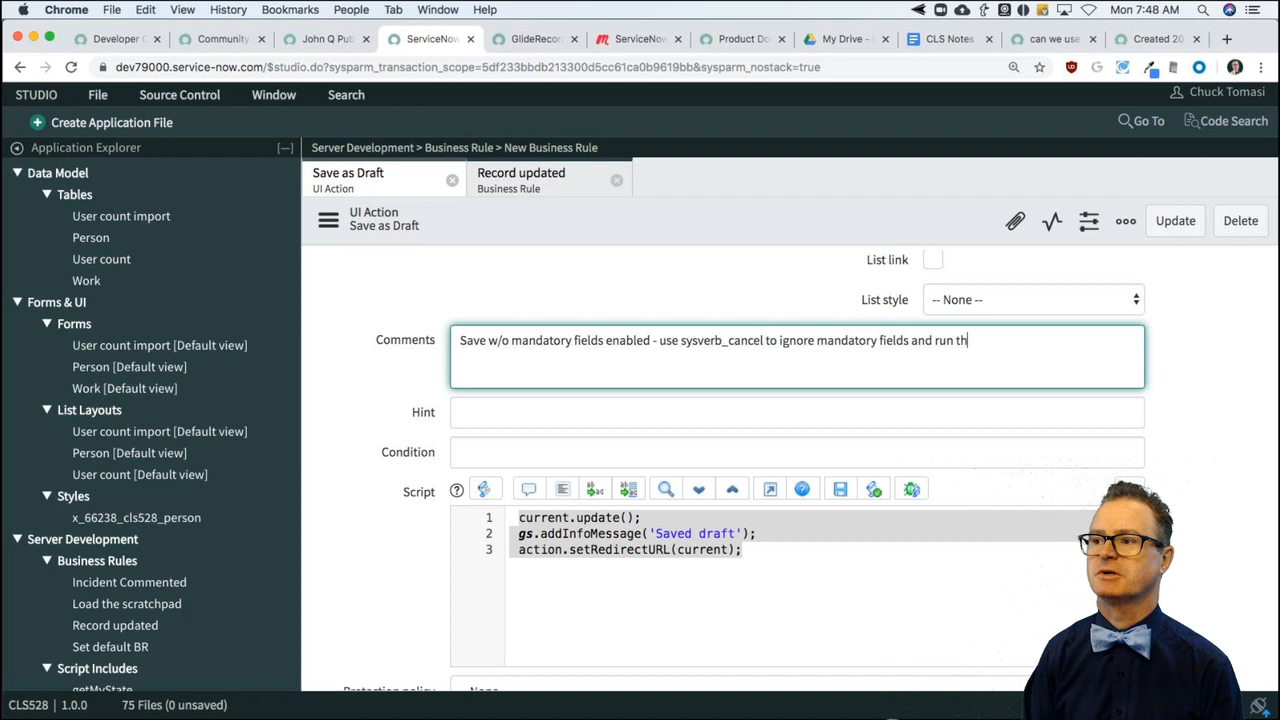 Chrome File Edit View History Bookmarks People Tab Window Help Mon 7:48 AM
Developer C Community John Q Pub ServiceNow GlideRecor ServiceNow Product Do My Drive - C CLS Notes can we use Created 20
dev79000.service-now.com/$studio.do?sysparm_transaction_scope=5df233bbdb213300d5cc61ca0b9619bb&sysparm_nostack=true
STUDIO File Source Control Window Search Chuck Tomasi
Create Application File Go To Code Search
Application Explorer [—]
Server Development > Business Rule > New Business Rule
Data Model
Tables
User count import
Person
User count
Work
Forms & UI
Forms
User count import [Default view]
Person [Default view]
Work [Default view]
List Layouts
User count import [Default view]
Person [Default view]
User count [Default view]
Styles
x_66238_cls528_person
Server Development
Business Rules
Incident Commented
Load the scratchpad
Record updated
Set default BR
Script Includes
getMyState
Save as Draft
UI Action
Record updated
Business Rule
UI Action
Save as Draft
Update Delete
List link
List style -- None --
Comments Save w/o mandatory fields enabled - use sysverb_cancel to ignore mandatory fields and run th
Hint
Condition
Script
1 current.update();
2 gs.addInfoMessage('Saved draft');
3 action.setRedirectURL(current);
Protection policy None
CLS528 | 1.0.0 75 Files (0 unsaved)